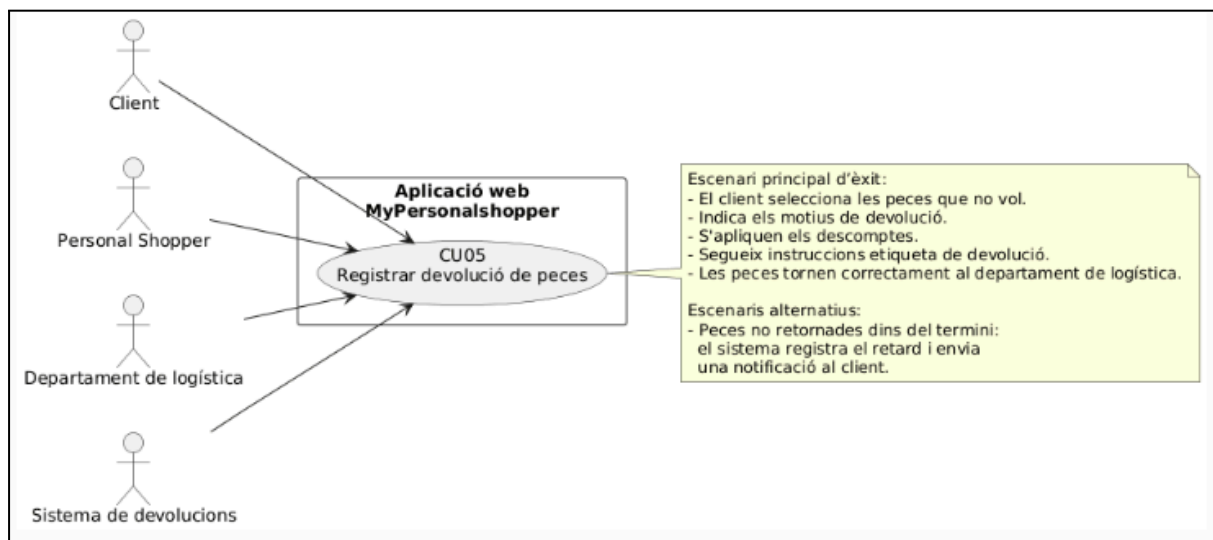 Client
Personal Shopper
Departament de logística
Sistema de devolucions
Aplicació web
MyPersonalshopper
CU05
Registrar devolució de peces
Escenari principal d'èxit:
- El client selecciona les peces que no vol.
- Indica els motius de devolució.
- S'apliquen els descomptes.
- Segueix instruccions etiqueta de devolució.
- Les peces tornen correctament al departament de logística.
Escenaris alternatius:
- Peces no retornades dins del termini:
el sistema registra el retard i envia
una notificació al client.